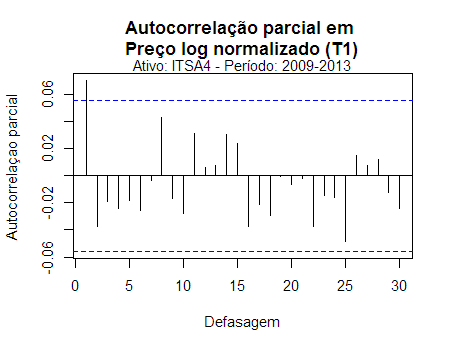 Autocorrelação parcial em
Preço log normalizado (T1)
Ativo: ITSA4 - Período: 2009-2013
Autocorrelaçao parcial
0.06
0.02
-0.02
-0.06
0 5 10 15 20 25 30
Defasagem